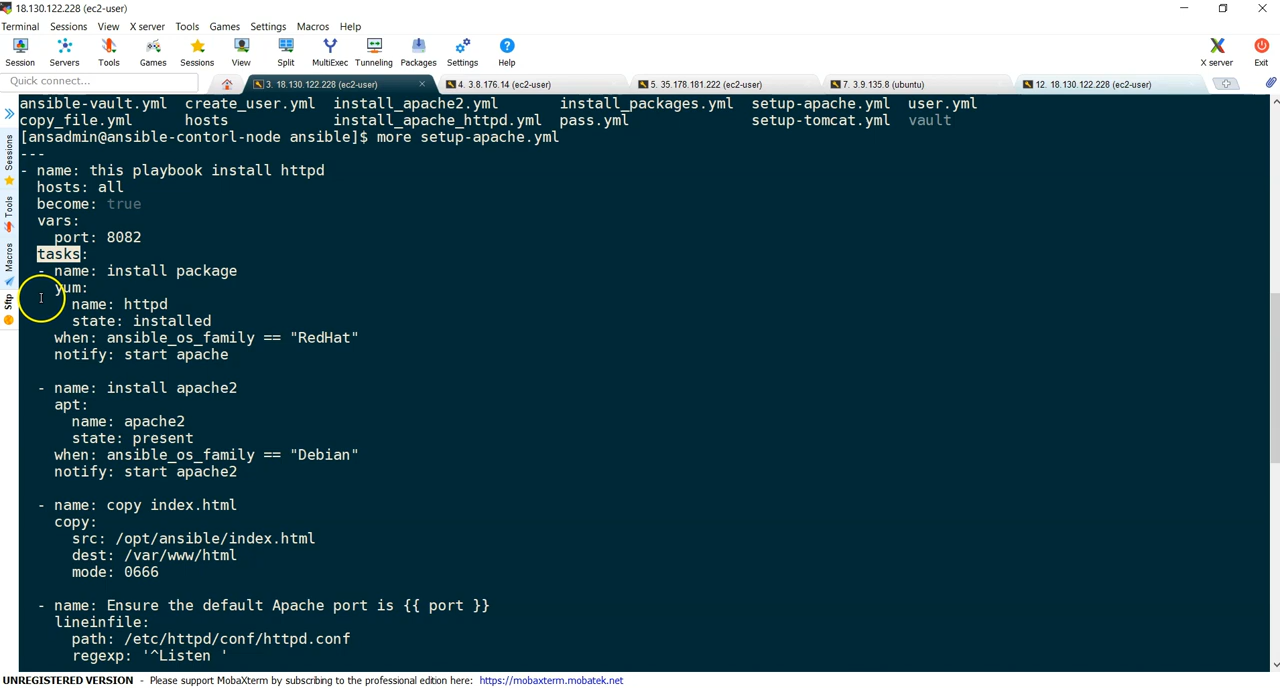 18.130.122.228 (ec2-user)
Terminal Sessions View X server Tools Games Settings Macros Help
Session Servers Tools Games Sessions View Split MultiExec Tunneling Packages Settings Help X server Exit
Quick connect... 3. 18.130.122.228 (ec2-user) 4. 3.8.176.14 (ec2-user) 5. 35.178.181.222 (ec2-user) 7. 3.9.135.8 (ubuntu) 12. 18.130.122.228 (ec2-user)
Sessions
Tools
Macros
Sftp
ansible-vault.yml create_user.yml install_apache2.yml install_packages.yml setup-apache.yml user.yml
copy_file.yml hosts install_apache_httpd.yml pass.yml setup-tomcat.yml vault
[ansadmin@ansible-contorl-node ansible]$ more setup-apache.yml
---
- name: this playbook install httpd
hosts: all
become: true
vars:
port: 8082
tasks:
- name: install package
yum:
name: httpd
state: installed
when: ansible_os_family == "RedHat"
notify: start apache
- name: install apache2
apt:
name: apache2
state: present
when: ansible_os_family == "Debian"
notify: start apache2
- name: copy index.html
copy:
src: /opt/ansible/index.html
dest: /var/www/html
mode: 0666
- name: Ensure the default Apache port is {{ port }}
lineinfile:
path: /etc/httpd/conf/httpd.conf
regexp: '^Listen '
UNREGISTERED VERSION - Please support MobaXterm by subscribing to the professional edition here: https://mobaxterm.mobatek.net